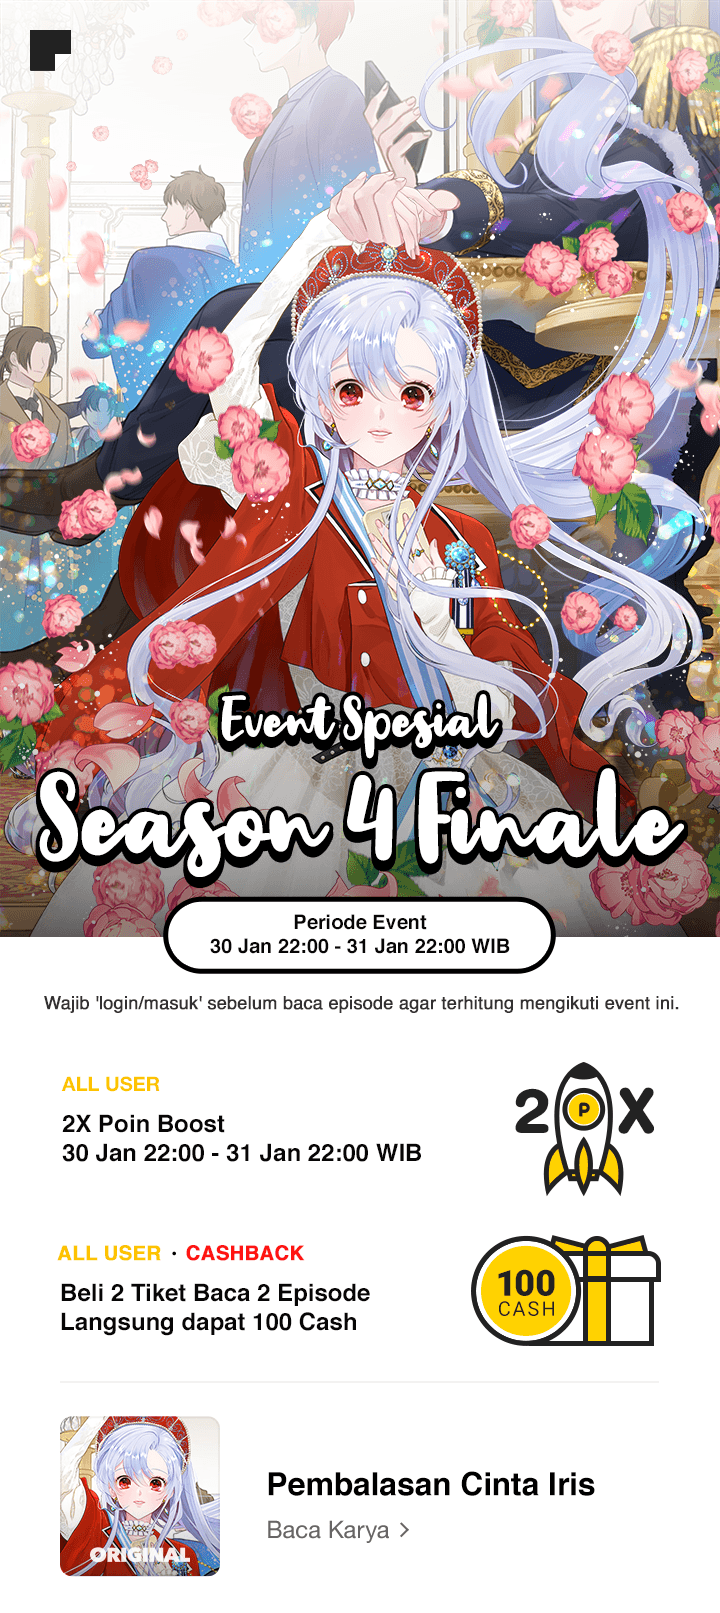 Event Spesial
Season 4 Finale
Periode Event
30 Jan 22:00 - 31 Jan 22:00 WIB
Wajib 'login/masuk' sebelum baca episode agar terhitung mengikuti event ini.
ALL USER
2X Poin Boost
30 Jan 22:00 - 31 Jan 22:00 WIB
2 P X
ALL USER · CASHBACK
Beli 2 Tiket Baca 2 Episode
Langsung dapat 100 Cash
100
CASH
Pembalasan Cinta Iris
Baca Karya >
ORIGINAL